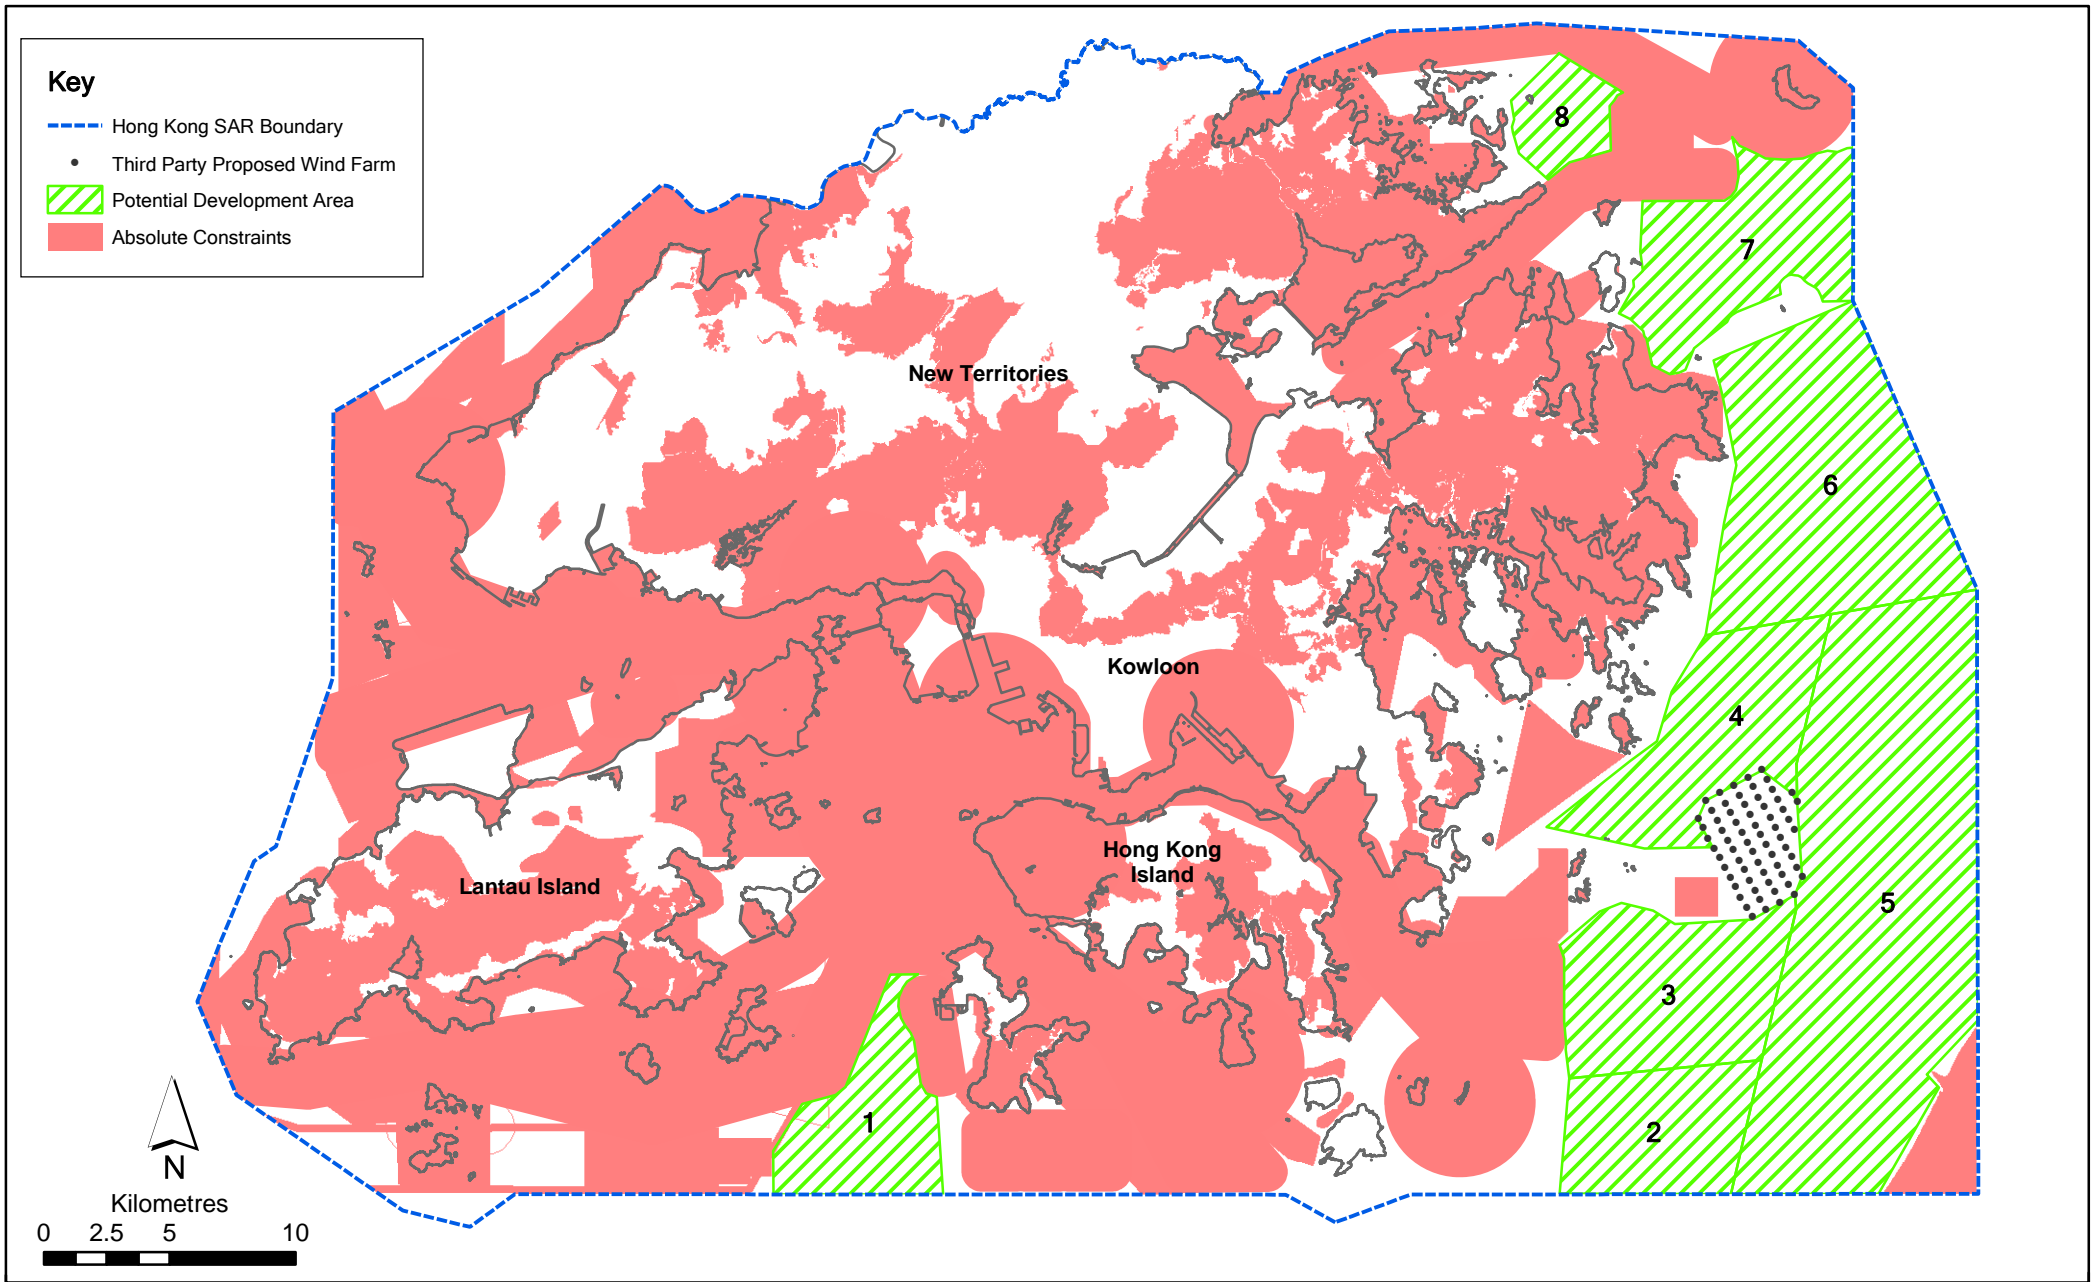 Key
Hong Kong SAR Boundary
Third Party Proposed Wind Farm
Potential Development Area
Absolute Constraints
8
7
New Territories
6
Kowloon
4
Hong Kong
Island
Lantau Island
5
3
1
2
N
Kilometres
0 2.5 5 10